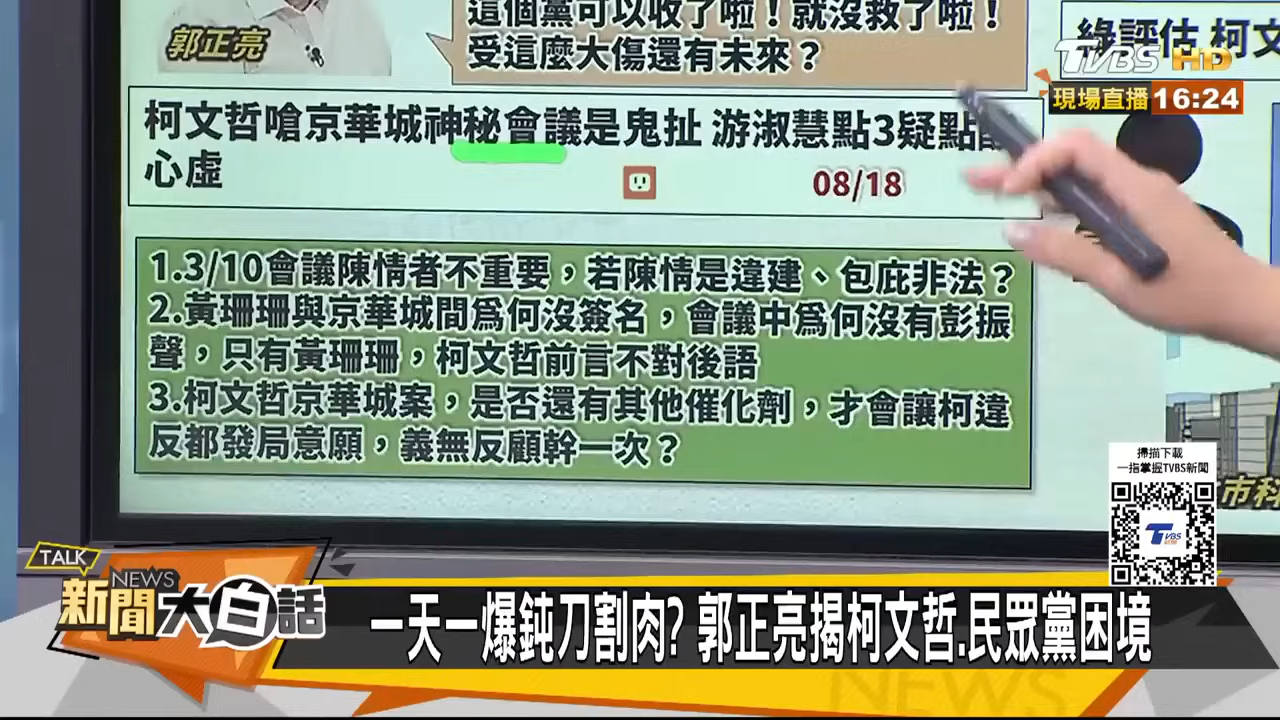 這個黨可以收了啦！就沒救了啦！
受這麼大傷還有未來？
郭正亮
綠評估 柯文
TVBS HD
現場直播 16:24
柯文哲嗆京華城神秘會議是鬼扯 游淑慧點3疑點
心虛
08/18
1.3/10會議陳情者不重要，若陳情是違建、包庇非法？
2.黃珊珊與京華城間為何沒簽名，會議中為何沒有彭振
聲，只有黃珊珊，柯文哲前言不對後語
3.柯文哲京華城案，是否還有其他催化劑，才會讓柯違
反都發局意願，義無反顧幹一次？
掃描下載
一指掌握TVBS新聞
TVBS
市科
TALK
NEWS
新聞大白話
一天一爆鈍刀割肉? 郭正亮揭柯文哲.民眾黨困境
NEWS